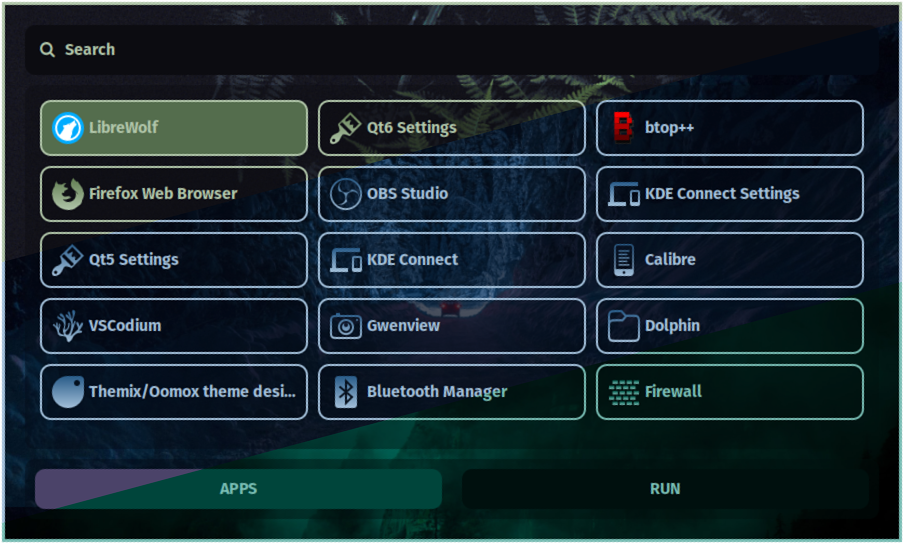 Search
LibreWolf
Qt6 Settings
btop++
Firefox Web Browser
OBS Studio
KDE Connect Settings
Qt5 Settings
KDE Connect
Calibre
VSCodium
Gwenview
Dolphin
Themix/Oomox theme desi...
Bluetooth Manager
Firewall
APPS
RUN